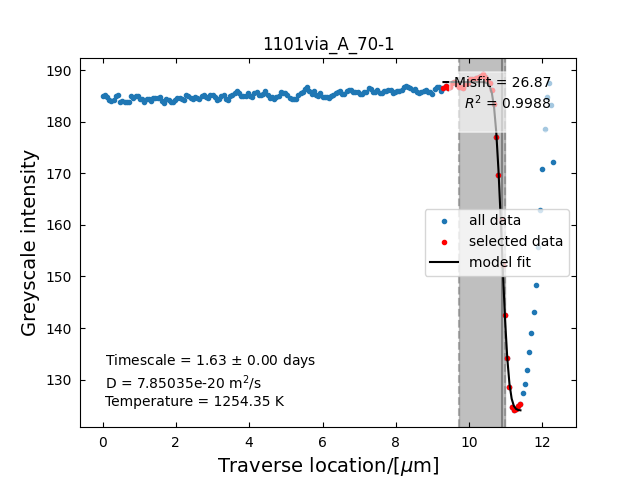 1101via_A_70-1
Misfit = 26.87
R² = 0.9988
190
180
170
160
150
140
130
Greyscale intensity
all data
selected data
model fit
Timescale = 1.63 ± 0.00 days
D = 7.85035e-20 m²/s
Temperature = 1254.35 K
0 2 4 6 8 10 12
Traverse location/[μm]